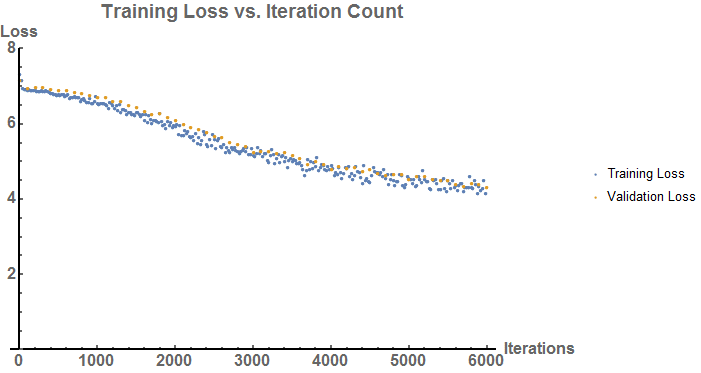 Training Loss vs. Iteration Count
Loss
8
6
4
2
0 1000 2000 3000 4000 5000 6000
Iterations
Training Loss
Validation Loss